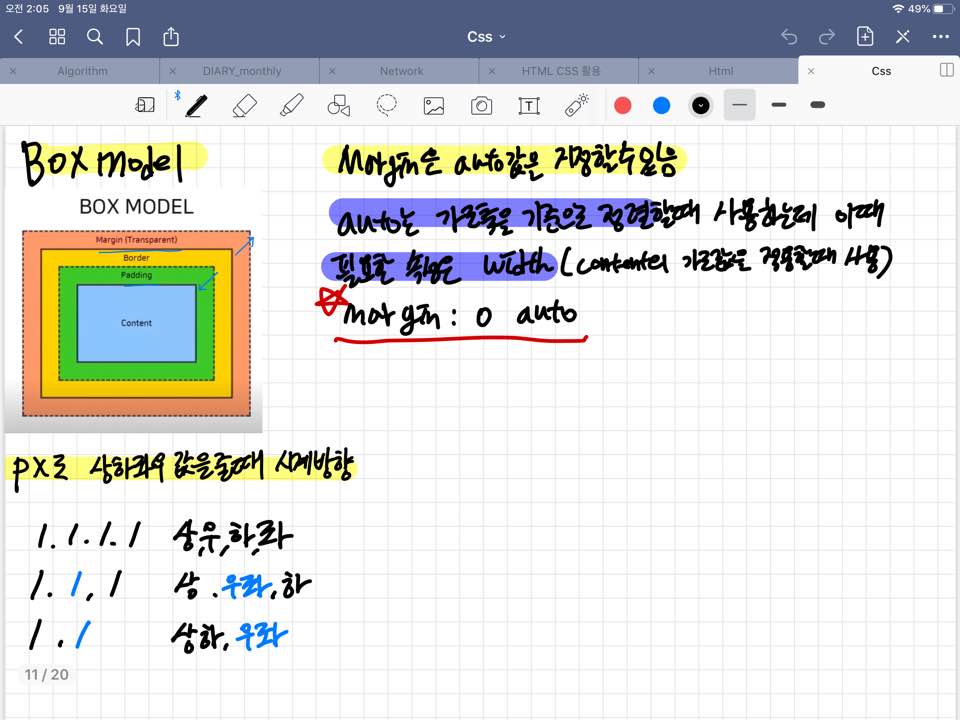 오전 2:05 9월 15일 화요일
49%
Css
Algorithm
DIARY_monthly
Network
HTML CSS 활용
Html
Css
BOX Model
BOX MODEL
Margin (Transparent)
Border
Padding
Content
px로 상하좌우 값을줄때 시계방향
1. 1. 1. 1 상,우,하,좌
1. 1, 1 상.우좌,하
1. 1 상하,우좌
Margin은 auto값은 지정할수있음
auto는 가로축을 기준으로 정렬할때 사용하는데 이때
필요할 속성은 width (content의 가로값을 적용할때 사용)
margin: 0 auto
11 / 20